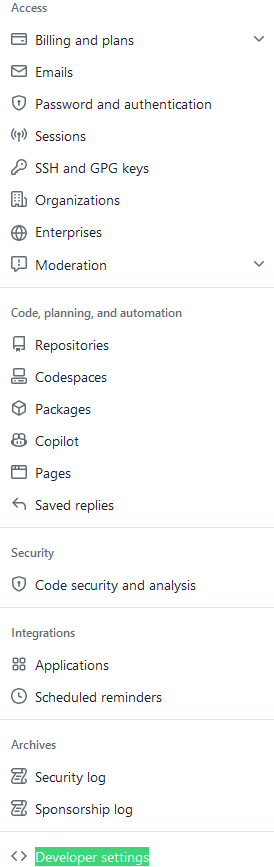 Access
Billing and plans
Emails
Password and authentication
Sessions
SSH and GPG keys
Organizations
Enterprises
Moderation
Code, planning, and automation
Repositories
Codespaces
Packages
Copilot
Pages
Saved replies
Security
Code security and analysis
Integrations
Applications
Scheduled reminders
Archives
Security log
Sponsorship log
Developer settings